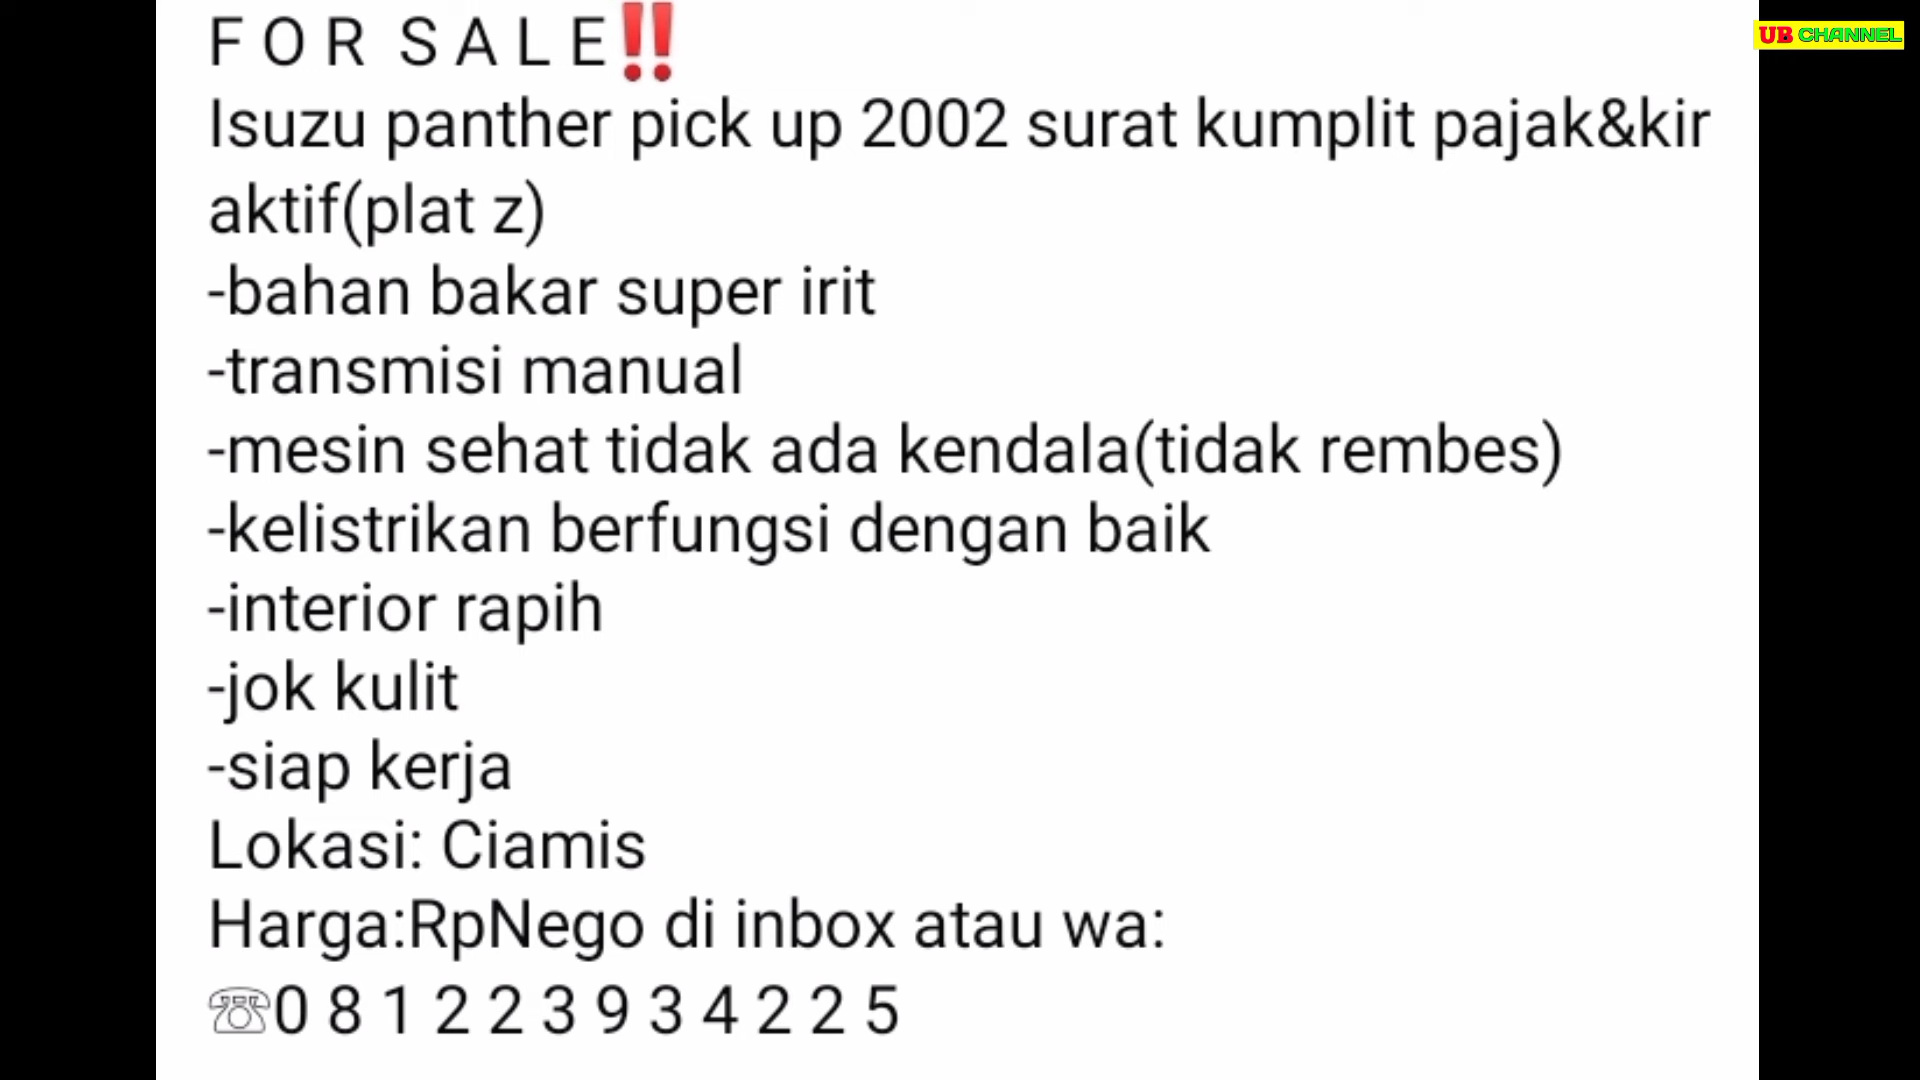 F O R S A L E‼️
UB CHANNEL
Isuzu panther pick up 2002 surat kumplit pajak&kir
aktif(plat z)
-bahan bakar super irit
-transmisi manual
-mesin sehat tidak ada kendala(tidak rembes)
-kelistrikan berfungsi dengan baik
-interior rapih
-jok kulit
-siap kerja
Lokasi: Ciamis
Harga:RpNego di inbox atau wa:
☏0 8 1 2 2 3 9 3 4 2 2 5